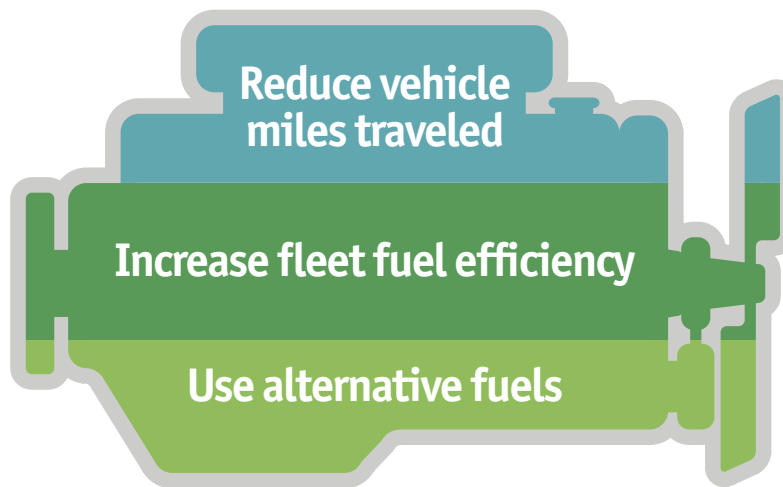 Reduce vehicle
miles traveled
Increase fleet fuel efficiency
Use alternative fuels